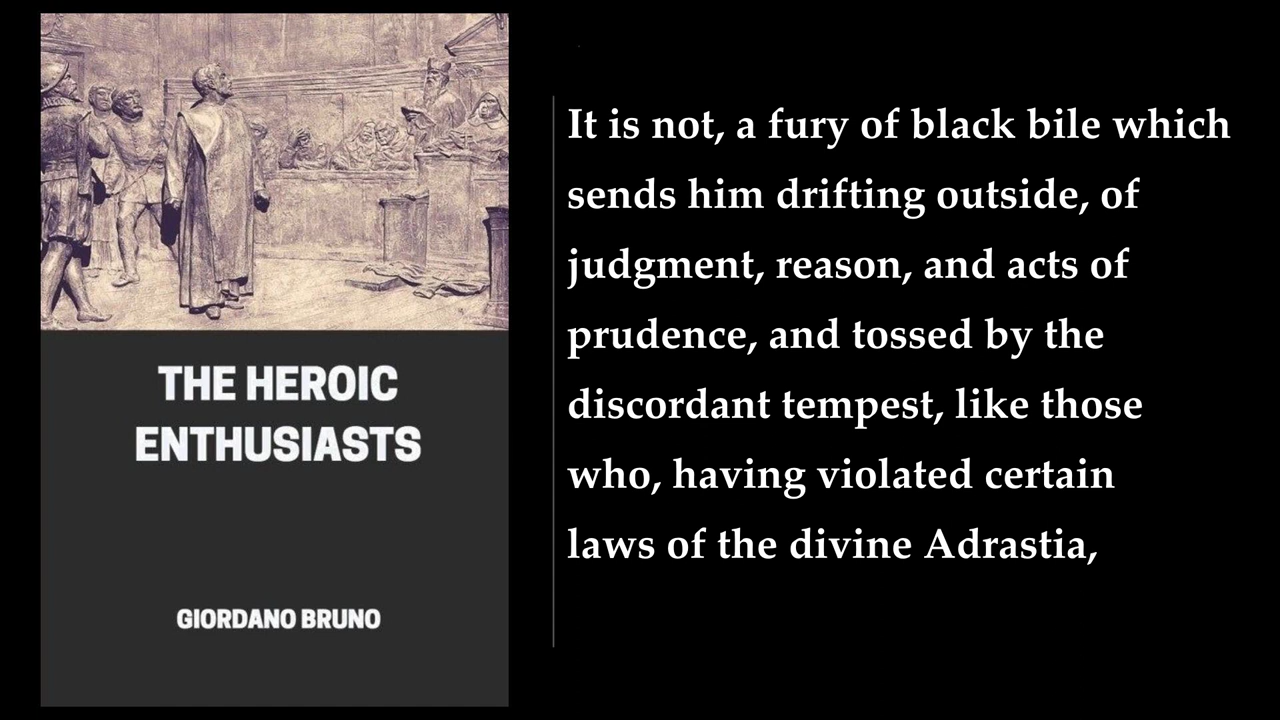 THE HEROIC
ENTHUSIASTS
GIORDANO BRUNO
It is not, a fury of black bile which
sends him drifting outside, of
judgment, reason, and acts of
prudence, and tossed by the
discordant tempest, like those
who, having violated certain
laws of the divine Adrastia,